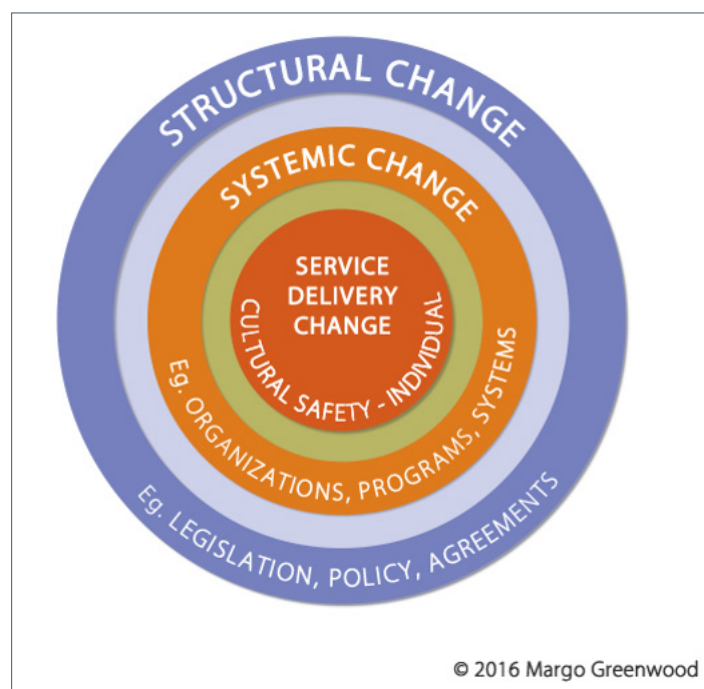 STRUCTURAL CHANGE
SYSTEMIC CHANGE
SERVICE
DELIVERY
CHANGE
CULTURAL SAFETY - INDIVIDUAL
Eg. ORGANIZATIONS, PROGRAMS, SYSTEMS
Eg. LEGISLATION, POLICY, AGREEMENTS
© 2016 Margo Greenwood